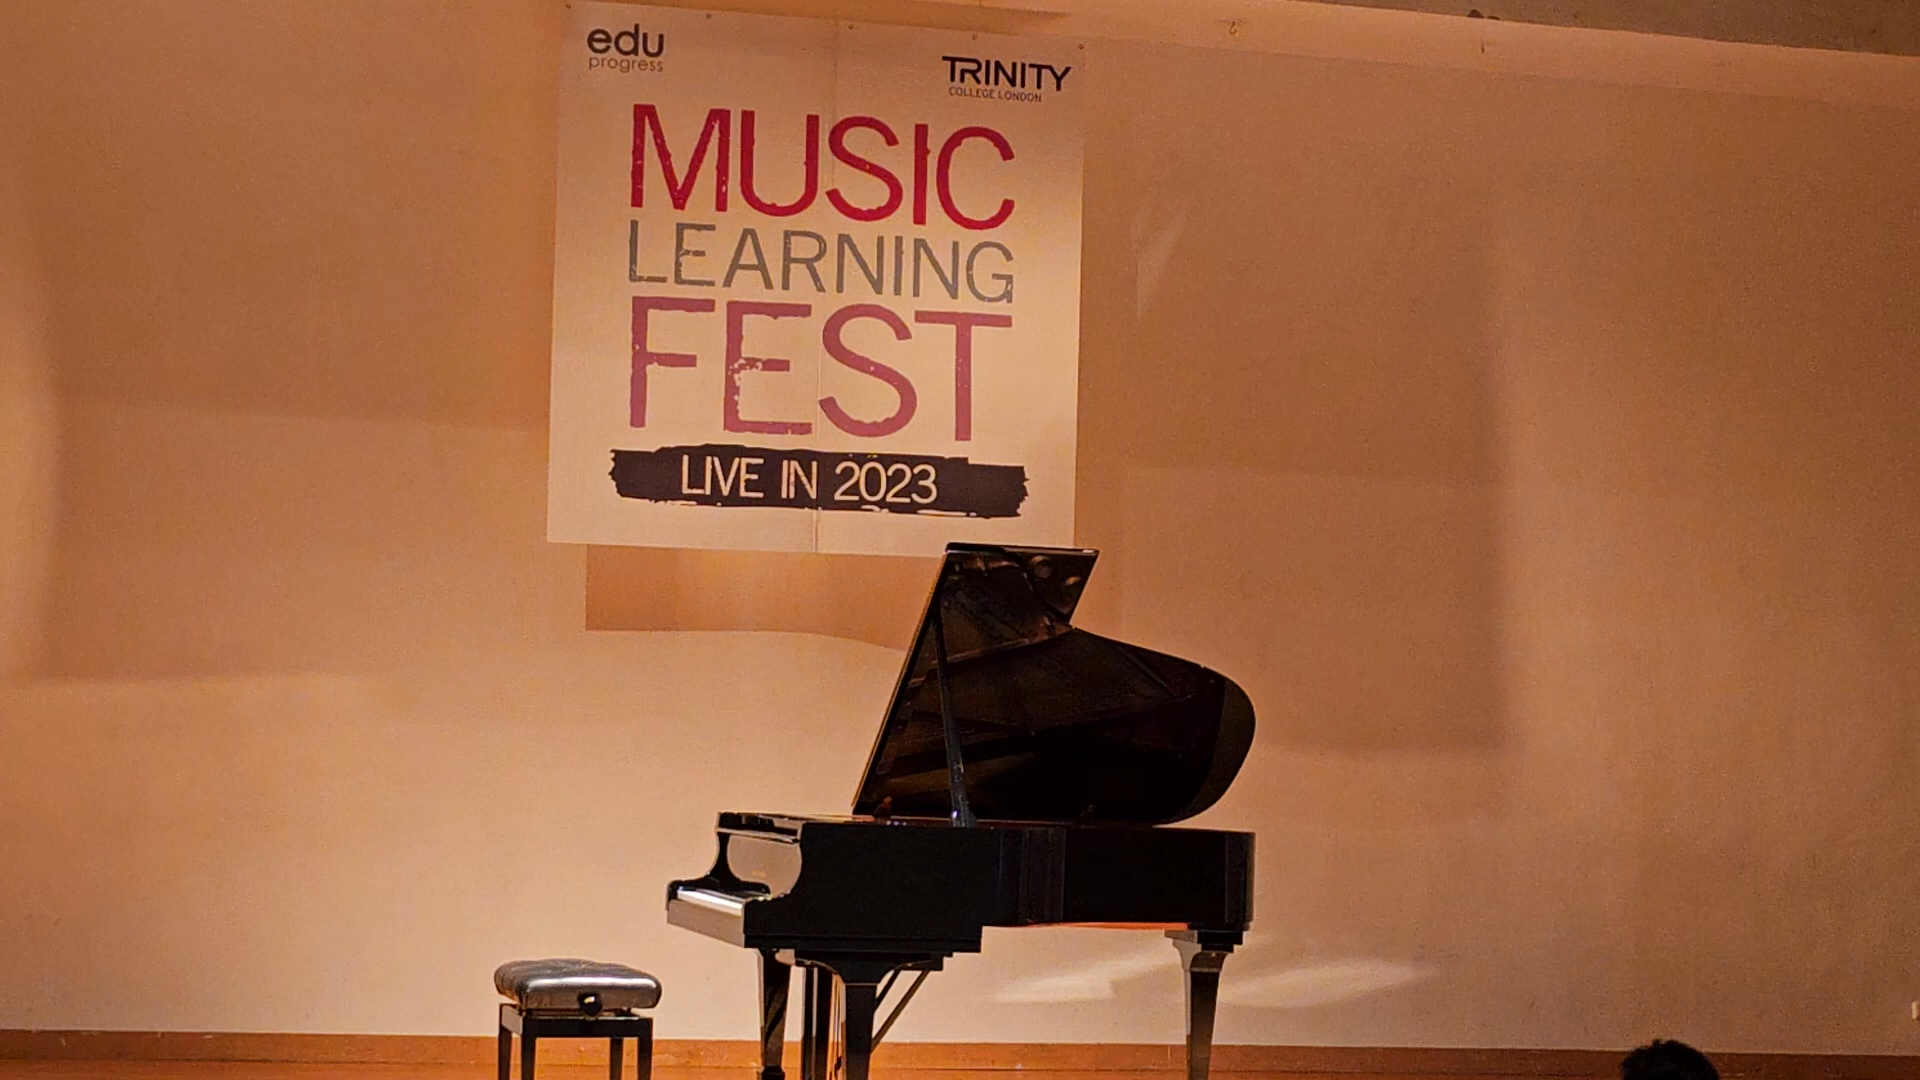 edu
progress
TRINITY
COLLEGE LONDON
MUSIC
LEARNING
FEST
LIVE IN 2023